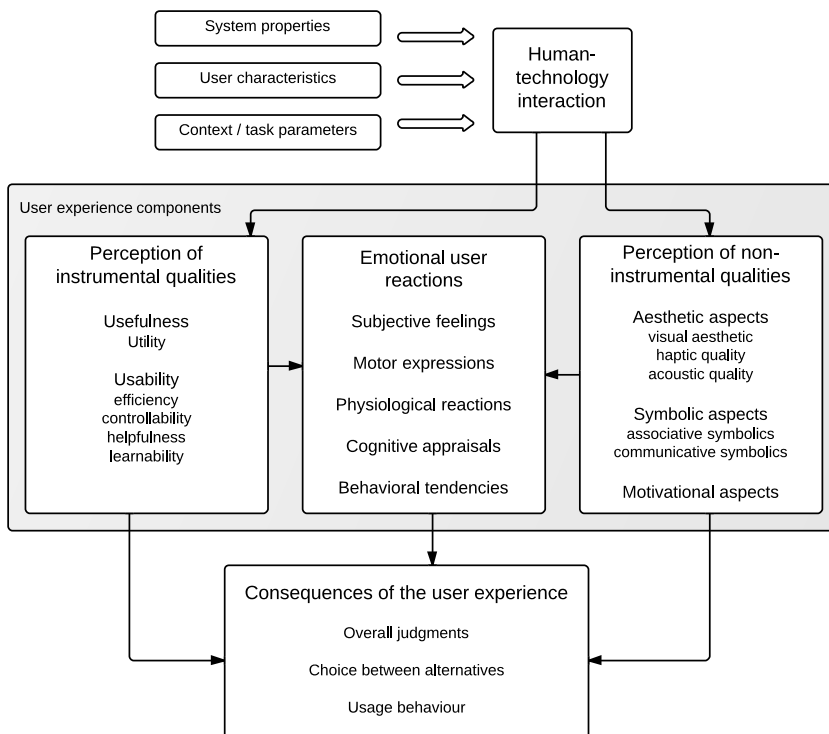 System properties
User characteristics
Context / task parameters
Human-
technology
interaction
User experience components
Perception of
instrumental qualities
Usefulness
Utility
Usability
efficiency
controllability
helpfulness
learnability
Emotional user
reactions
Subjective feelings
Motor expressions
Physiological reactions
Cognitive appraisals
Behavioral tendencies
Perception of non-
instrumental qualities
Aesthetic aspects
visual aesthetic
haptic quality
acoustic quality
Symbolic aspects
associative symbolics
communicative symbolics
Motivational aspects
Consequences of the user experience
Overall judgments
Choice between alternatives
Usage behaviour